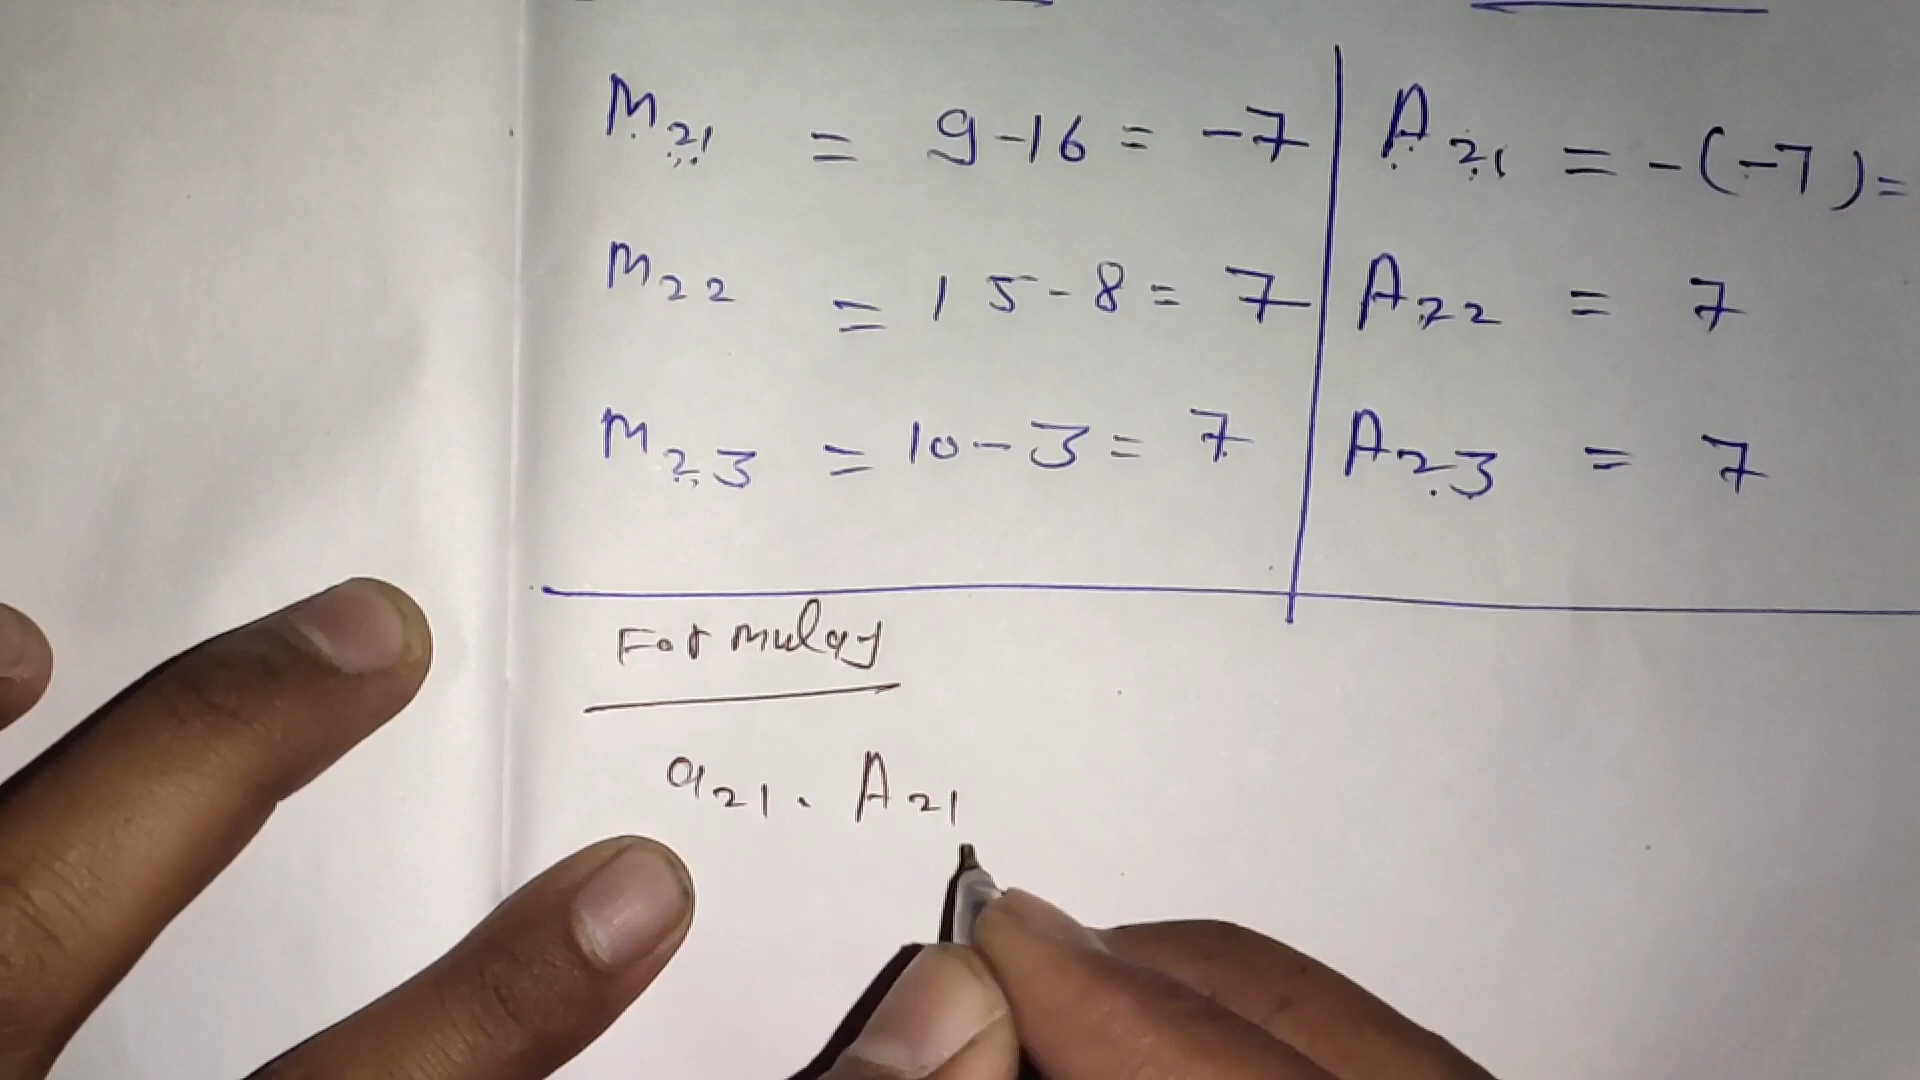 M21 = 9-16 = -7 A21 = -(-7) =
M22 = 15-8 = 7 A22 = 7
M23 = 10-3 = 7 A23 = 7
Formulay
a21. A21